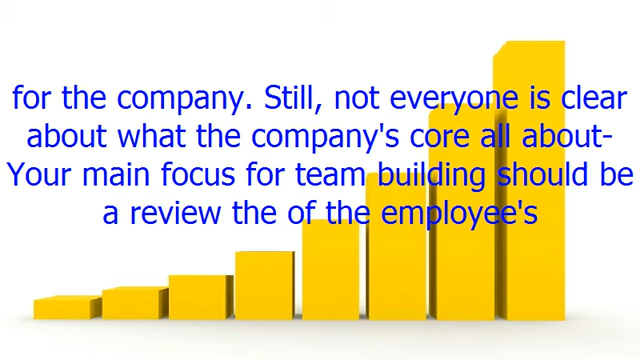 for the company. Still, not everyone is clear
about what the company's core all about-
Your main focus for team building should be
a review the of the employee's